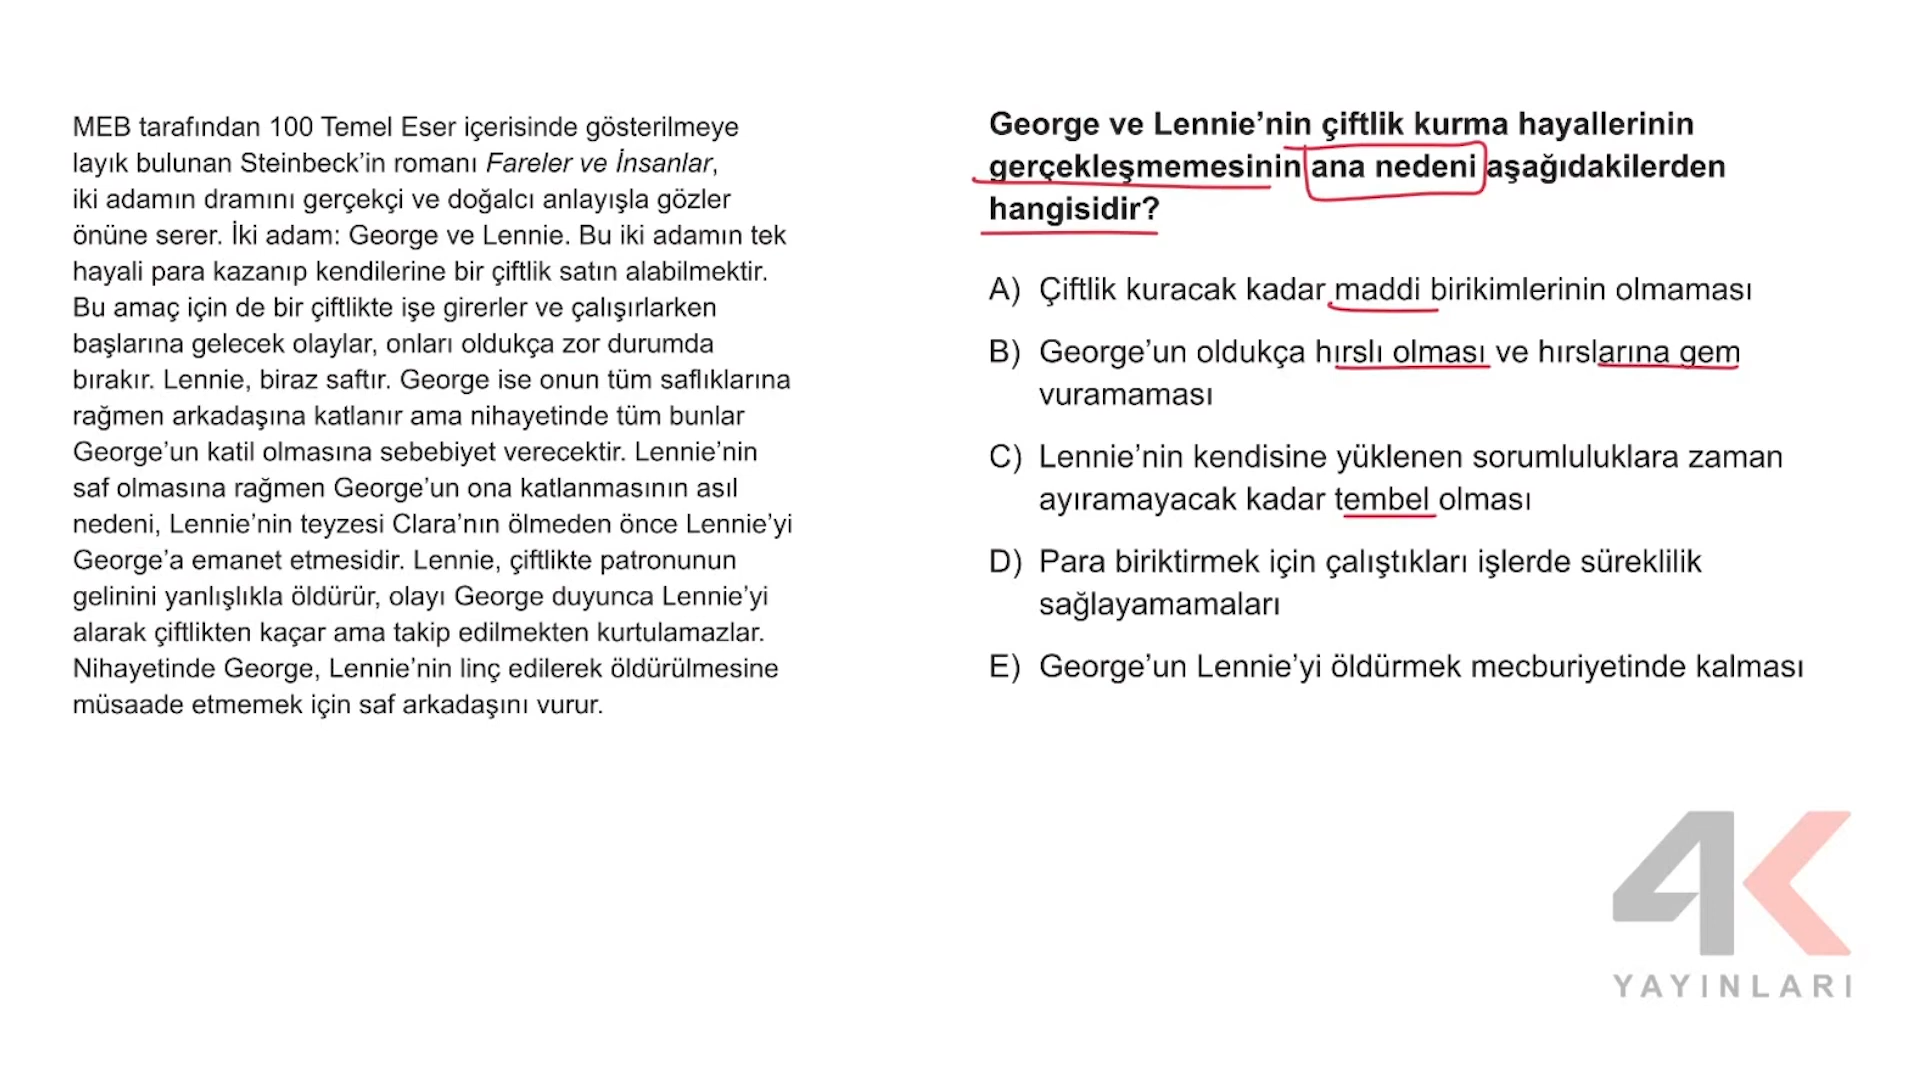 MEB tarafından 100 Temel Eser içerisinde gösterilmeye
layık bulunan Steinbeck’in romanı Fareler ve İnsanlar,
iki adamın dramını gerçekçi ve doğalcı anlayışla gözler
önüne serer. İki adam: George ve Lennie. Bu iki adamın tek
hayali para kazanıp kendilerine bir çiftlik satın alabilmektir.
Bu amaç için de bir çiftlikte işe girerler ve çalışırlarken
başlarına gelecek olaylar, onları oldukça zor durumda
bırakır. Lennie, biraz saftır. George ise onun tüm saflıklarına
rağmen arkadaşına katlanır ama nihayetinde tüm bunlar
George’un katil olmasına sebebiyet verecektir. Lennie’nin
saf olmasına rağmen George’un ona katlanmasının asıl
nedeni, Lennie’nin teyzesi Clara’nın ölmeden önce Lennie’yi
George’a emanet etmesidir. Lennie, çiftlikte patronunun
gelinini yanlışlıkla öldürür, olayı George duyunca Lennie’yi
alarak çiftlikten kaçar ama takip edilmekten kurtulamazlar.
Nihayetinde George, Lennie’nin linç edilerek öldürülmesine
müsaade etmemek için saf arkadaşını vurur.
George ve Lennie’nin çiftlik kurma hayallerinin
gerçekleşmemesinin ana nedeni aşağıdakilerden
hangisidir?
A) Çiftlik kuracak kadar maddi birikimlerinin olmaması
B) George’un oldukça hırslı olması ve hırslarına gem
vuramaması
C) Lennie’nin kendisine yüklenen sorumluluklara zaman
ayıramayacak kadar tembel olması
D) Para biriktirmek için çalıştıkları işlerde süreklilik
sağlayamamaları
E) George’un Lennie’yi öldürmek mecburiyetinde kalması
4K
YAYINLARI